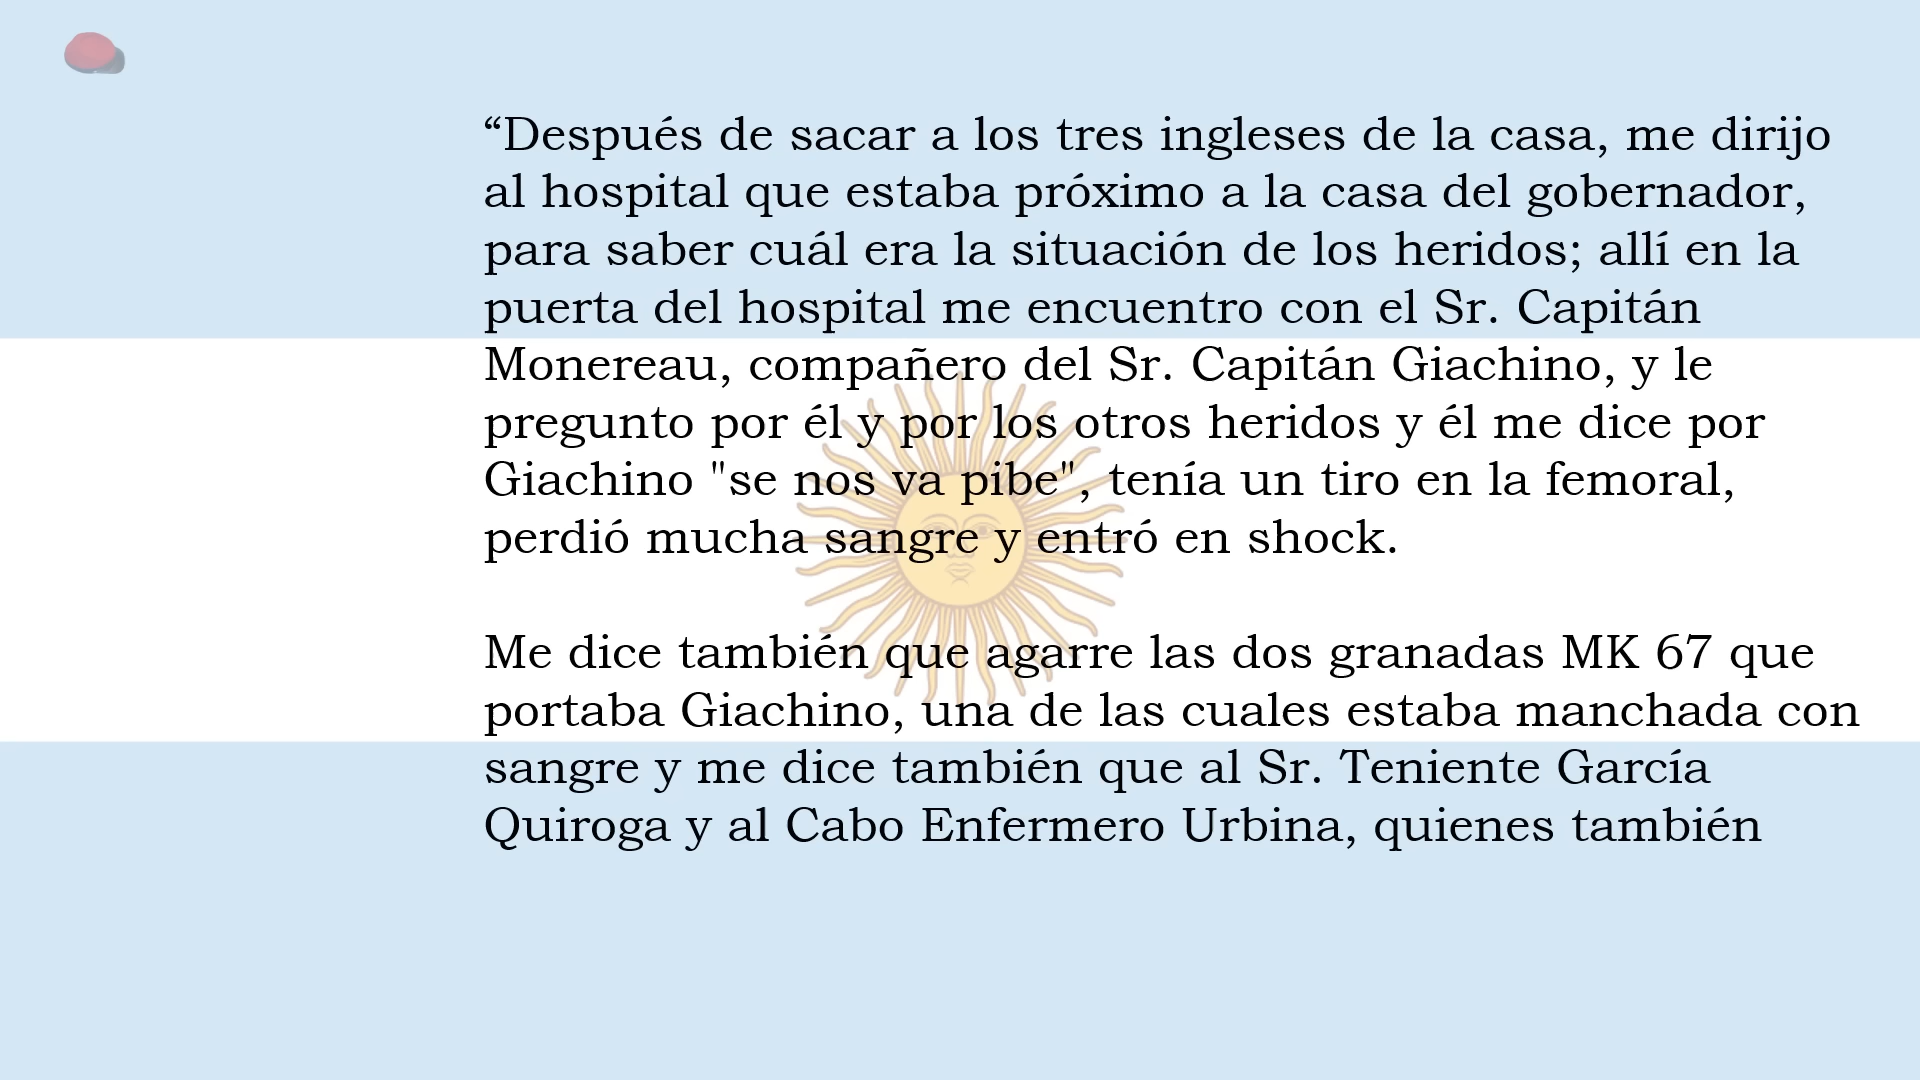 “Después de sacar a los tres ingleses de la casa, me dirijo
al hospital que estaba próximo a la casa del gobernador,
para saber cuál era la situación de los heridos; allí en la
puerta del hospital me encuentro con el Sr. Capitán
Monereau, compañero del Sr. Capitán Giachino, y le
pregunto por él y por los otros heridos y él me dice por
Giachino "se nos va pibe", tenía un tiro en la femoral,
perdió mucha sangre y entró en shock.
Me dice también que agarre las dos granadas MK 67 que
portaba Giachino, una de las cuales estaba manchada con
sangre y me dice también que al Sr. Teniente García
Quiroga y al Cabo Enfermero Urbina, quienes también